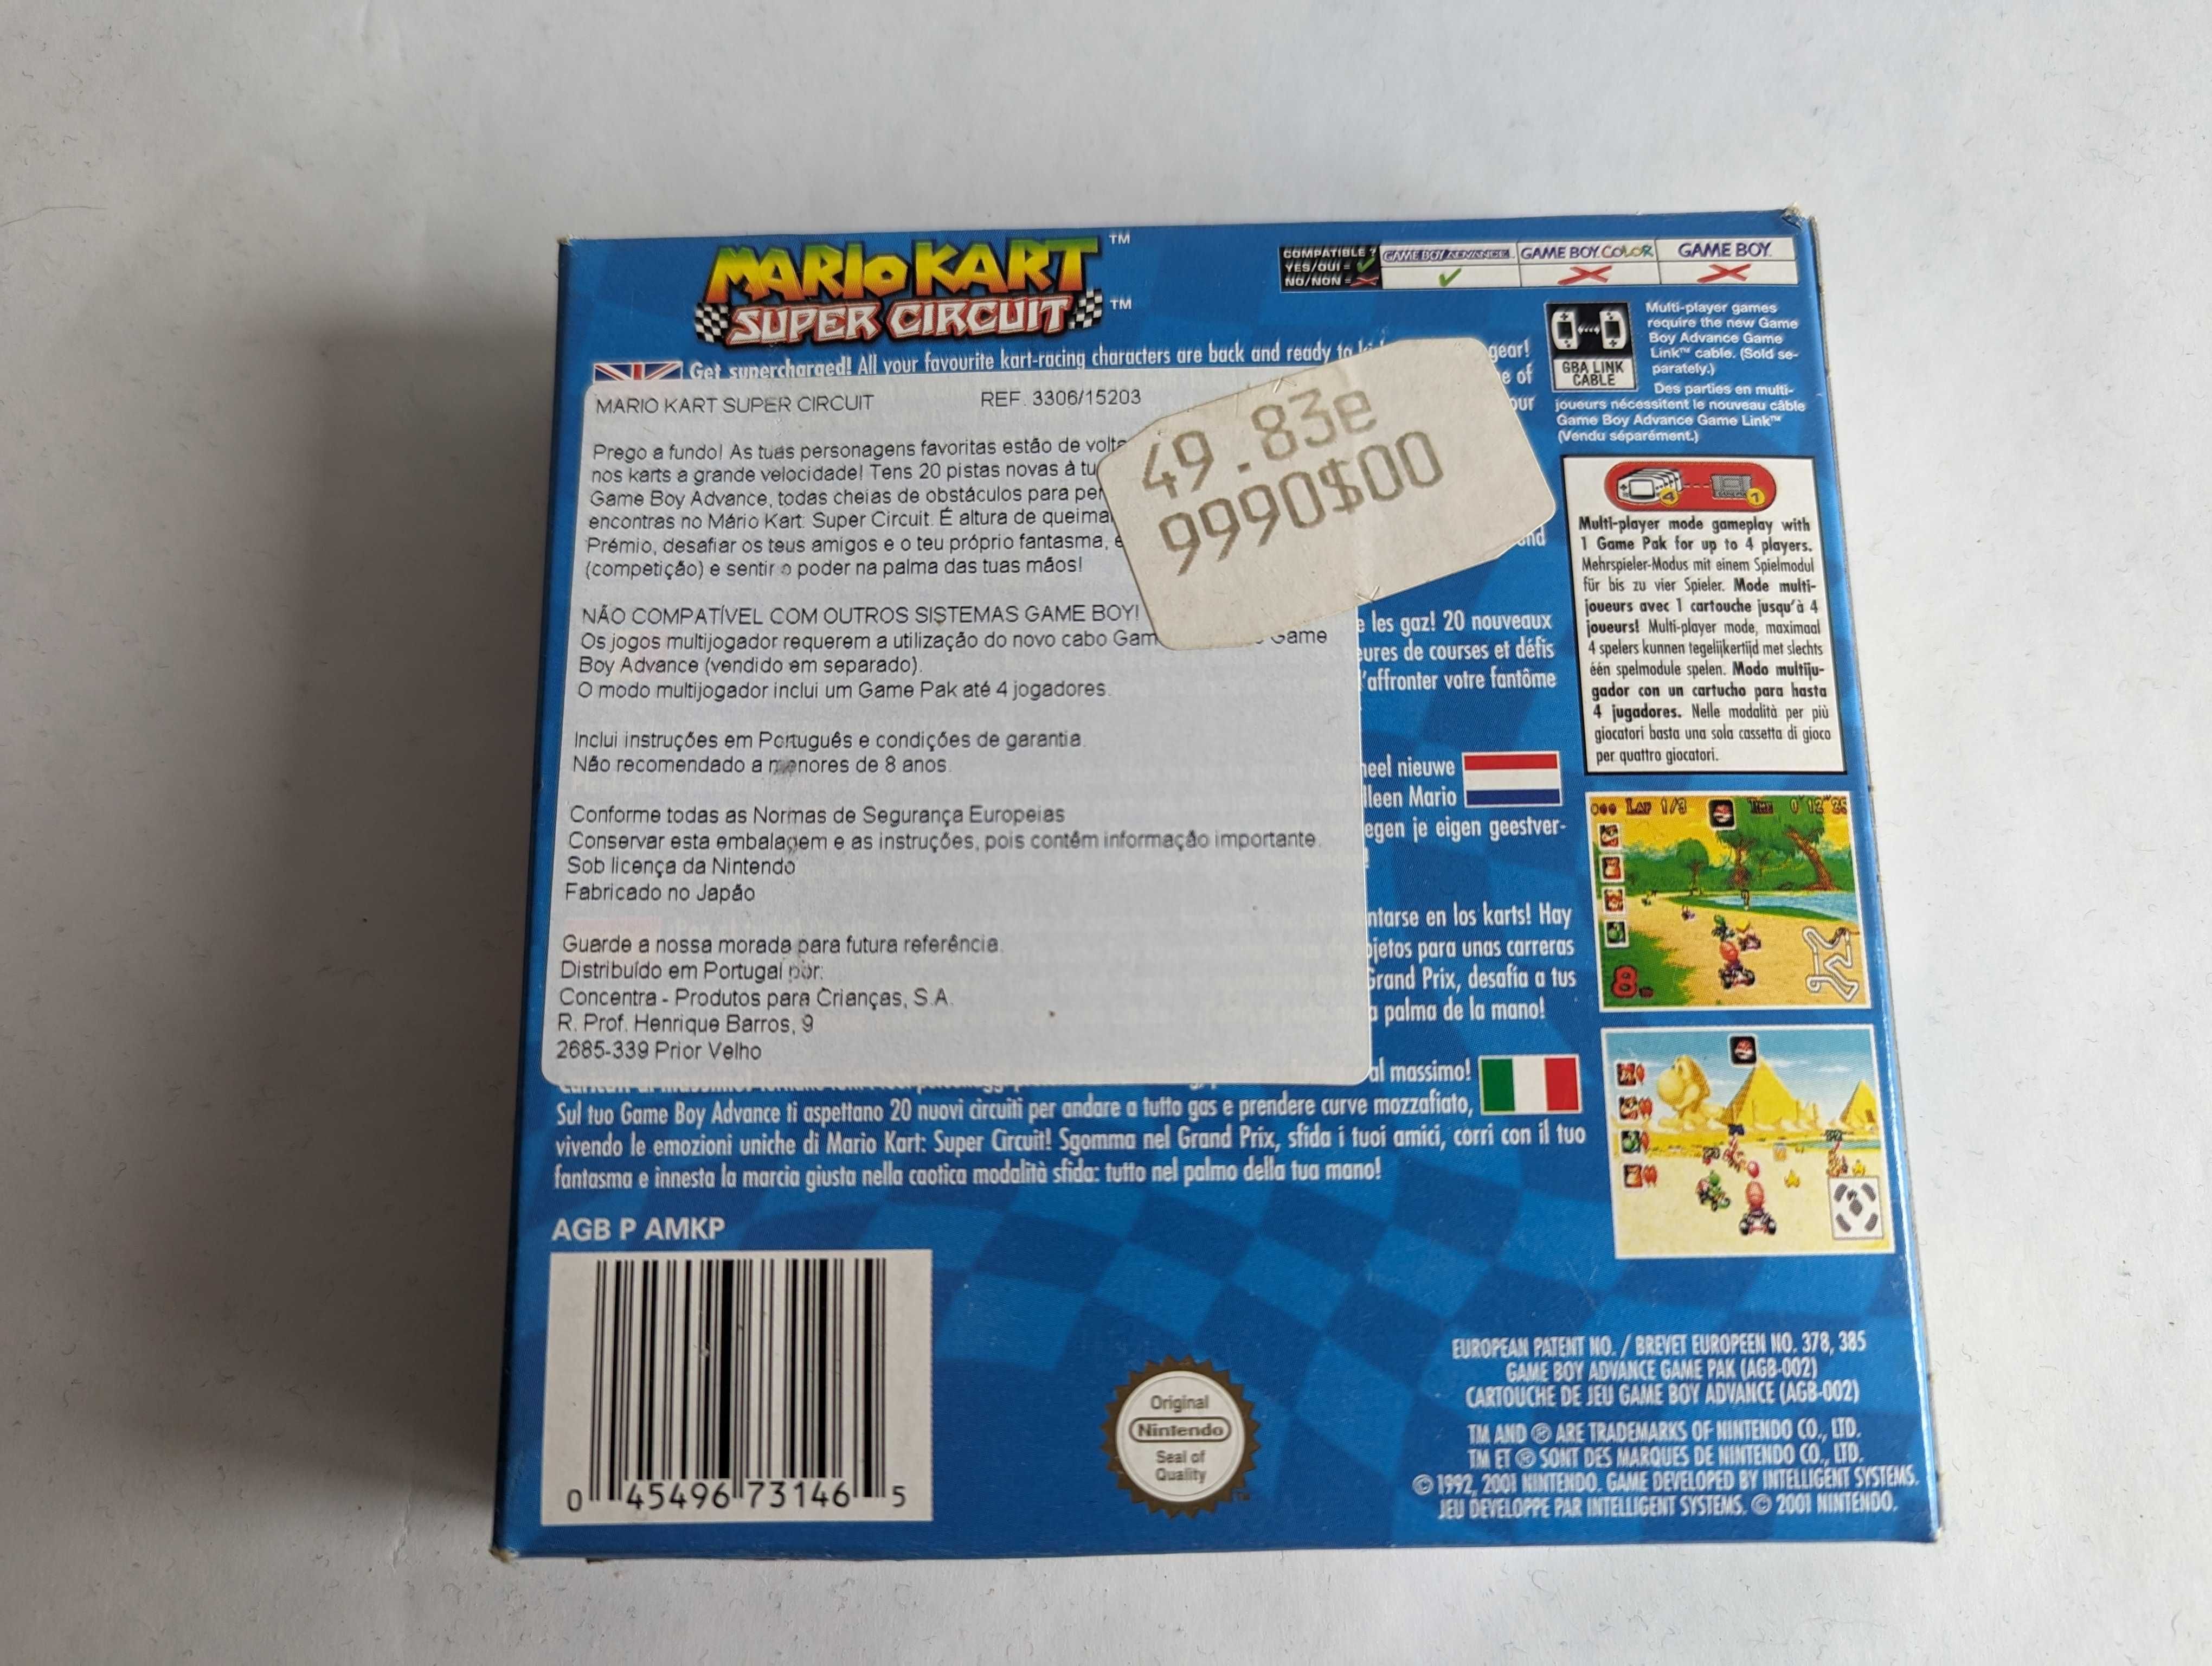 MARIO KART™
SUPER CIRCUIT™
COMPATIBLE ?
YES/OUI =
NO/NON =
GAME BOY ADVANCE
GAME BOY COLOR
GAME BOY
Get supercharged! All your favourite kart-racing characters are back and ready to
gear!
of
our
MARIO KART SUPER CIRCUIT REF. 3306/15203
Prego a fundo! As tuas personagens favoritas estão de
nos karts a grande velocidade! Tens 20 pistas novas à
Game Boy Advance, todas cheias de obstáculos para
encontras no Mário Kart: Super Circuit. É altura de
Prémio, desafiar os teus amigos e o teu próprio fantasma,
(competição) e sentir o poder na palma das tuas mãos!
NÃO COMPATÍVEL COM OUTROS SISTEMAS GAME BOY!
Os jogos multijogador requerem a utilização do novo cabo Game
Boy Advance (vendido em separado).
O modo multijogador inclui um Game Pak até 4 jogadores.
Inclui instruções em Português e condições de garantia.
Não recomendado a menores de 8 anos.
Conforme todas as Normas de Segurança Europeias
Conservar esta embalagem e as instruções, pois contêm informação importante.
Sob licença da Nintendo
Fabricado no Japão
Guarde a nossa morada para futura referência.
Distribuído em Portugal por:
Concentra - Produtos para Crianças, S.A.
R. Prof. Henrique Barros, 9
2685-339 Prior Velho
49.83e
9990$00
les gaz! 20 nouveaux
de courses et défis
l'affronter votre fantôme
nieuwe
Mario
je eigen geestver-
en los karts! Hay
para unas carreras
Grand Prix, desafía a tus
palma de la mano!
al massimo!
Sul tuo Game Boy Advance ti aspettano 20 nuovi circuiti per andare a tutto gas e prendere curve mozzafiato,
vivendo le emozioni uniche di Mario Kart: Super Circuit! Sgomma nel Grand Prix, sfida i tuoi amici, corri con il tuo
fantasma e innesta la marcia giusta nella caotica modalità sfida: tutto nel palmo della tua mano!
GBA LINK
CABLE
Multi-player games
require the new Game
Boy Advance Game
Link™ cable. (Sold se-
parately.)
Des parties en multi-
joueurs nécessitent le nouveau câble
Game Boy Advance Game Link™
(Vendu séparément.)
4
1
Multi-player mode gameplay with
1 Game Pak for up to 4 players.
Mehrspieler-Modus mit einem Spielmodul
für bis zu vier Spieler. Mode multi-
joueurs avec 1 cartouche jusqu'à 4
joueurs! Multi-player mode, maximaal
4 spelers kunnen tegelijkertijd met slechts
één spelmodule spelen. Modo multiju-
gador con un cartucho para hasta
4 jugadores. Nelle modalità per più
giocatori basta una sola cassetta di gioco
per quattro giocatori.
LAP 1/3 TIME 0'12"
8.
AGB P AMKP
0 45496 73146 5
Original
Nintendo
Seal of
Quality
EUROPEAN PATENT NO. / BREVET EUROPEEN NO. 378, 385
GAME BOY ADVANCE GAME PAK (AGB-002)
CARTOUCHE DE JEU GAME BOY ADVANCE (AGB-002)
TM AND ® ARE TRADEMARKS OF NINTENDO CO., LTD.
TM ET ® SONT DES MARQUES DE NINTENDO CO., LTD.
© 1992, 2001 NINTENDO. GAME DEVELOPED BY INTELLIGENT SYSTEMS.
JEU DEVELOPPE PAR INTELLIGENT SYSTEMS. © 2001 NINTENDO.